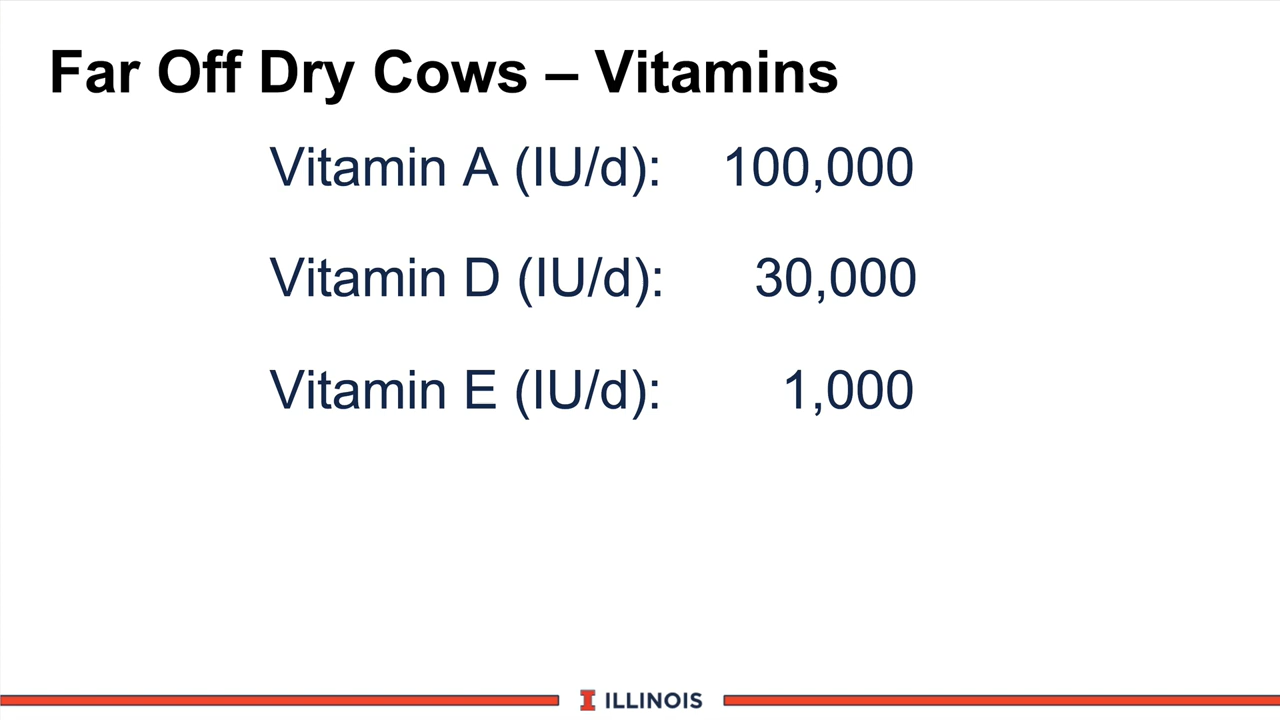 Far Off Dry Cows – Vitamins
Vitamin A (IU/d): 100,000
Vitamin D (IU/d): 30,000
Vitamin E (IU/d): 1,000
I ILLINOIS